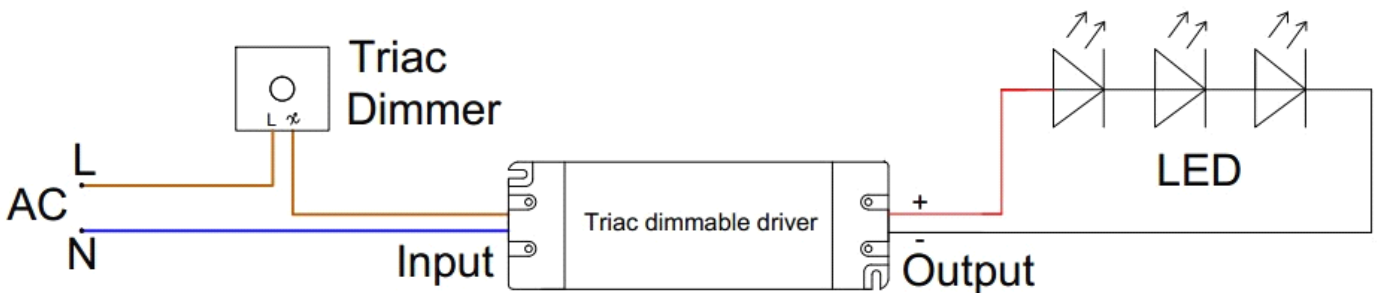 Triac
Dimmer
L
L
AC
N
Input
Triac dimmable driver
+
-
Output
LED